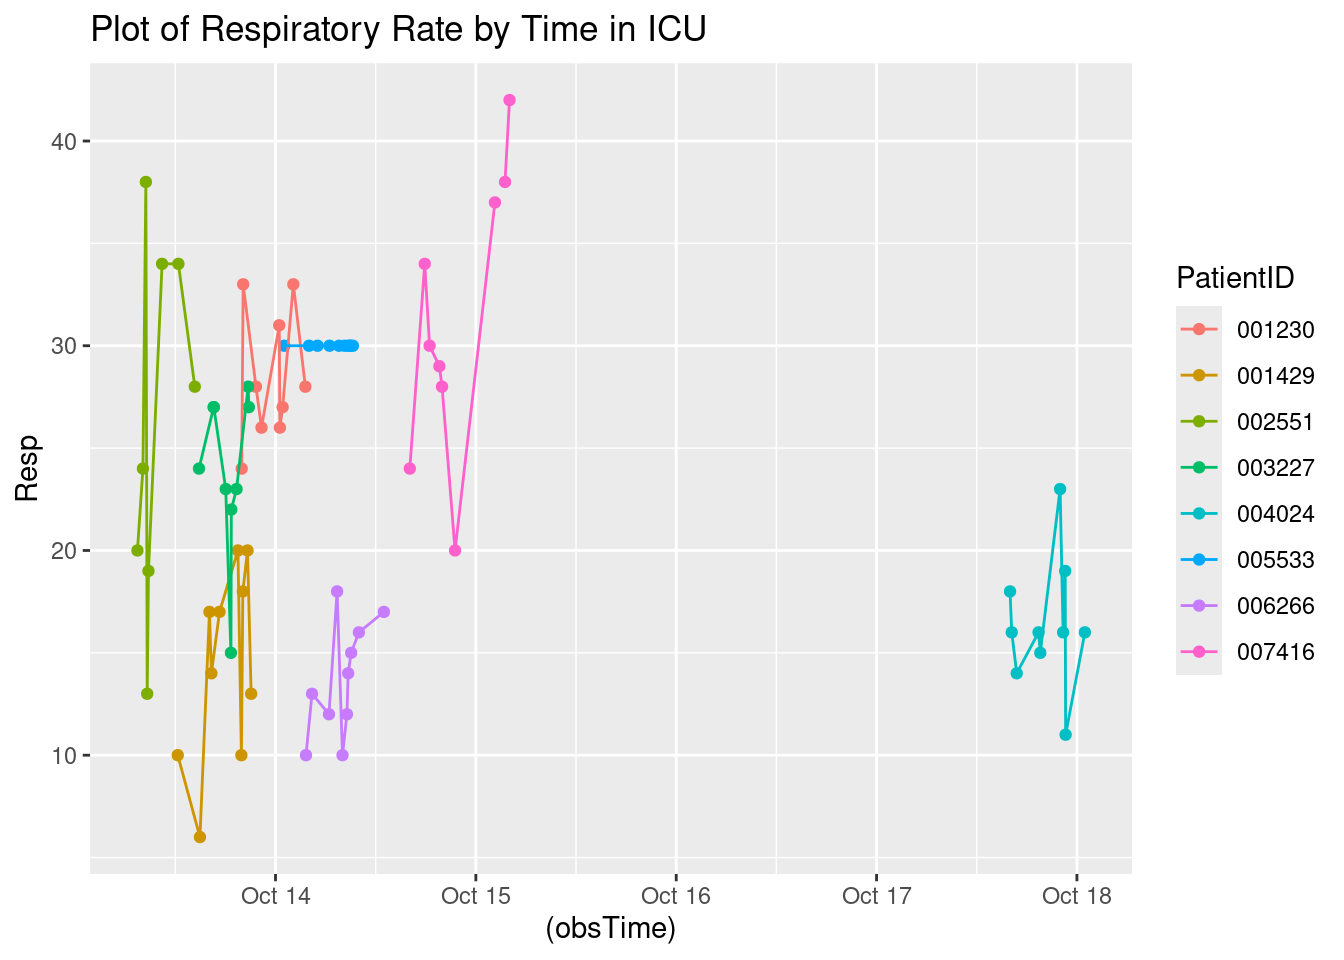 Plot of Respiratory Rate by Time in ICU
Resp
40
30
20
10
Oct 14
Oct 15
Oct 16
Oct 17
Oct 18
(obsTime)
PatientID
001230
001429
002551
003227
004024
005533
006266
007416